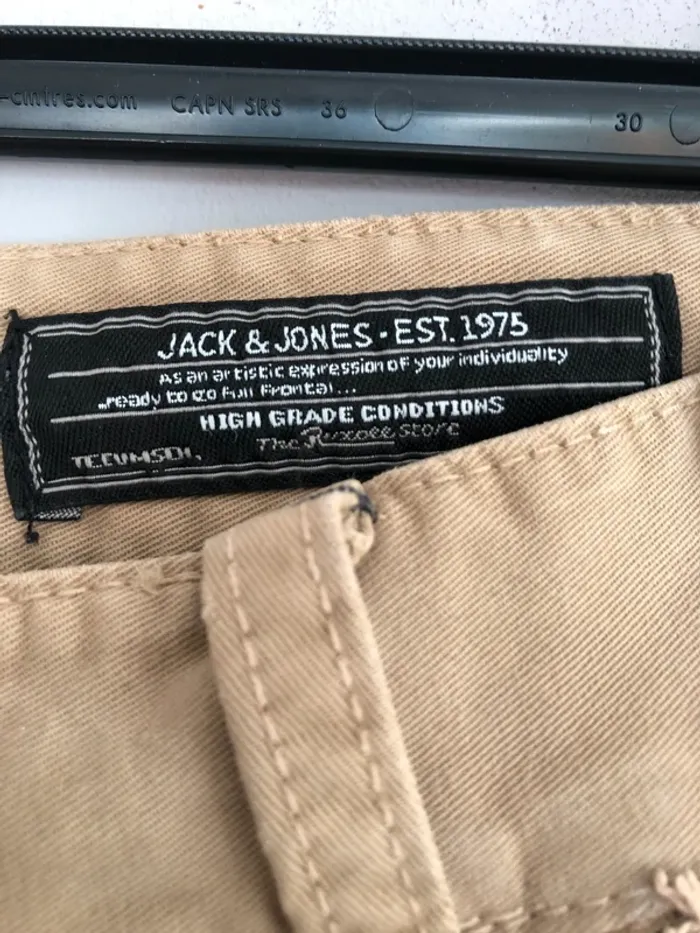 -cintres.com CAPN SRS 36 30
JACK & JONES - EST. 1975
As an artistic expression of your individuality
...ready to go full frontal...
HIGH GRADE CONDITIONS
The Store
TECUMSEH.